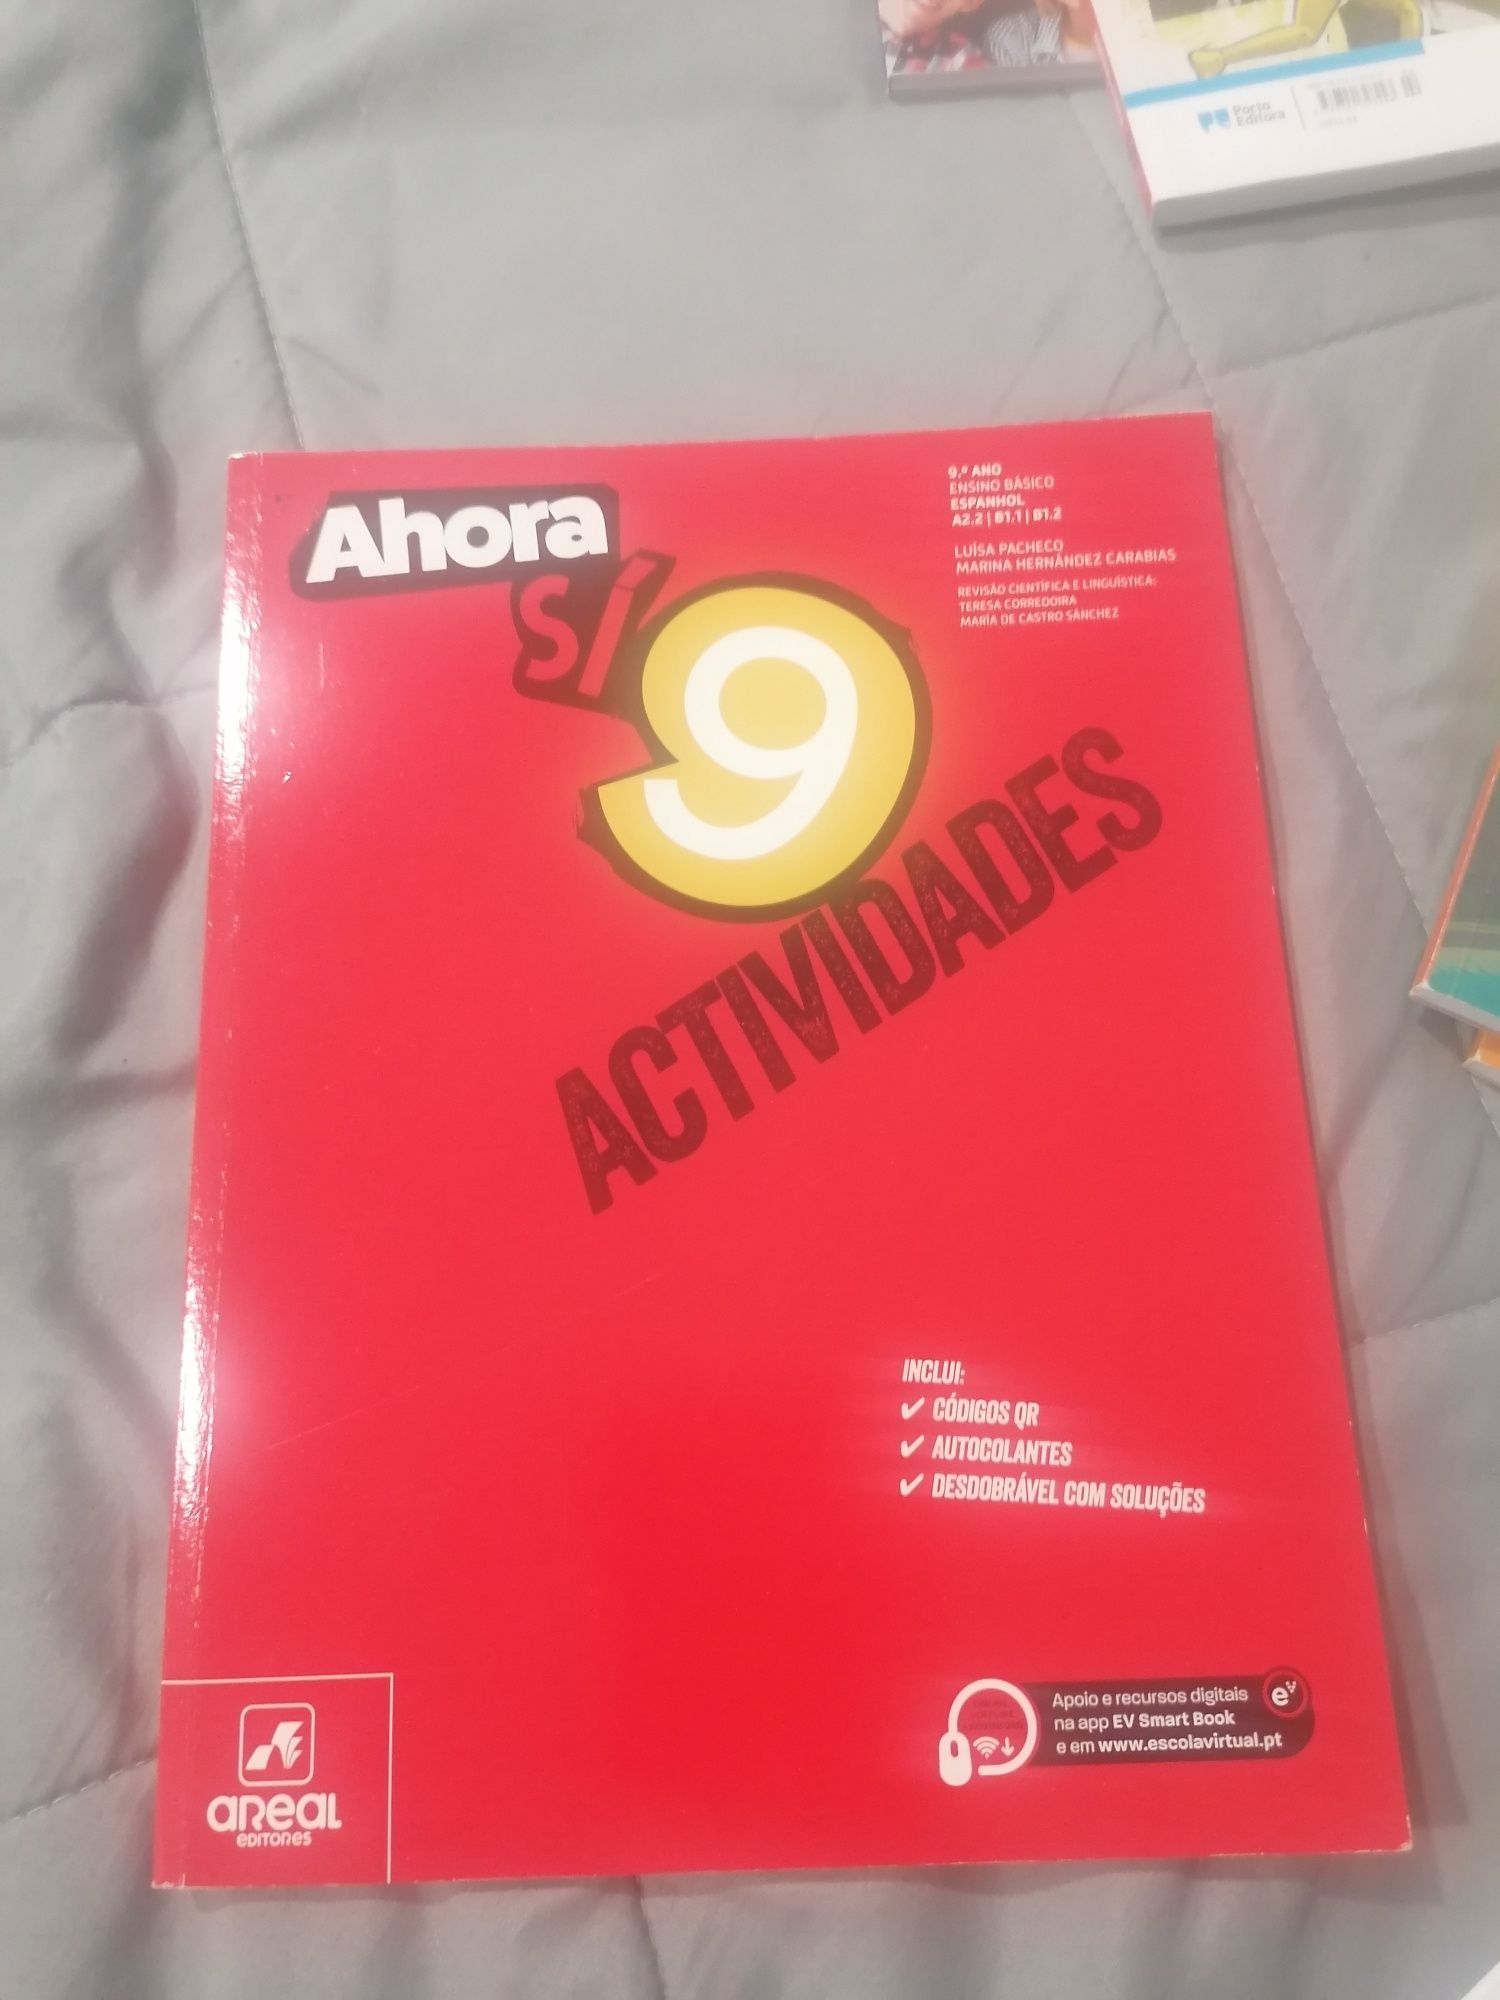 Porto
Editora
Ahora
SÍ
9
ACTIVIDADES
9.º ANO
ENSINO BÁSICO
ESPANHOL
A2.2 | B1.1 | B1.2
LUÍSA PACHECO
MARINA HERNÁNDEZ CARABIAS
REVISÃO CIENTÍFICA E LINGUÍSTICA:
TERESA CORREDOIRA
MARÍA DE CASTRO SÁNCHEZ
INCLUI:
✓ CÓDIGOS QR
✓ AUTOCOLANTES
✓ DESDOBRÁVEL COM SOLUÇÕES
Apoio e recursos digitais
na app EV Smart Book
e em www.escolavirtual.pt
eV
aReaL
EDITORES